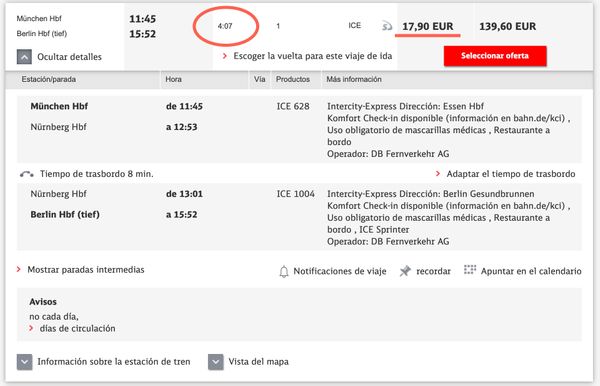 München Hbf 11:45
Berlin Hbf (tief) 15:52 4:07 1 ICE 17,90 EUR 139,60 EUR
Ocultar detalles Escoger la vuelta para este viaje de ida Seleccionar oferta
Estación/parada Hora Vía Productos Más información
München Hbf de 11:45 ICE 628 Intercity-Express Dirección: Essen Hbf
Nürnberg Hbf a 12:53 Komfort Check-in disponible (información en bahn.de/kci) ,
Uso obligatorio de mascarillas médicas , Restaurante a
bordo
Operador: DB Fernverkehr AG
Tiempo de trasbordo 8 min. Adaptar el tiempo de trasbordo
Nürnberg Hbf de 13:01 ICE 1004 Intercity-Express Dirección: Berlin Gesundbrunnen
Berlin Hbf (tief) a 15:52 Komfort Check-in disponible (información en bahn.de/kci) ,
Uso obligatorio de mascarillas médicas , Restaurante a
bordo , ICE Sprinter
Operador: DB Fernverkehr AG
Mostrar paradas intermedias Notificaciones de viaje recordar Apuntar en el calendario
Avisos
no cada día,
días de circulación
Información sobre la estación de tren Vista del mapa